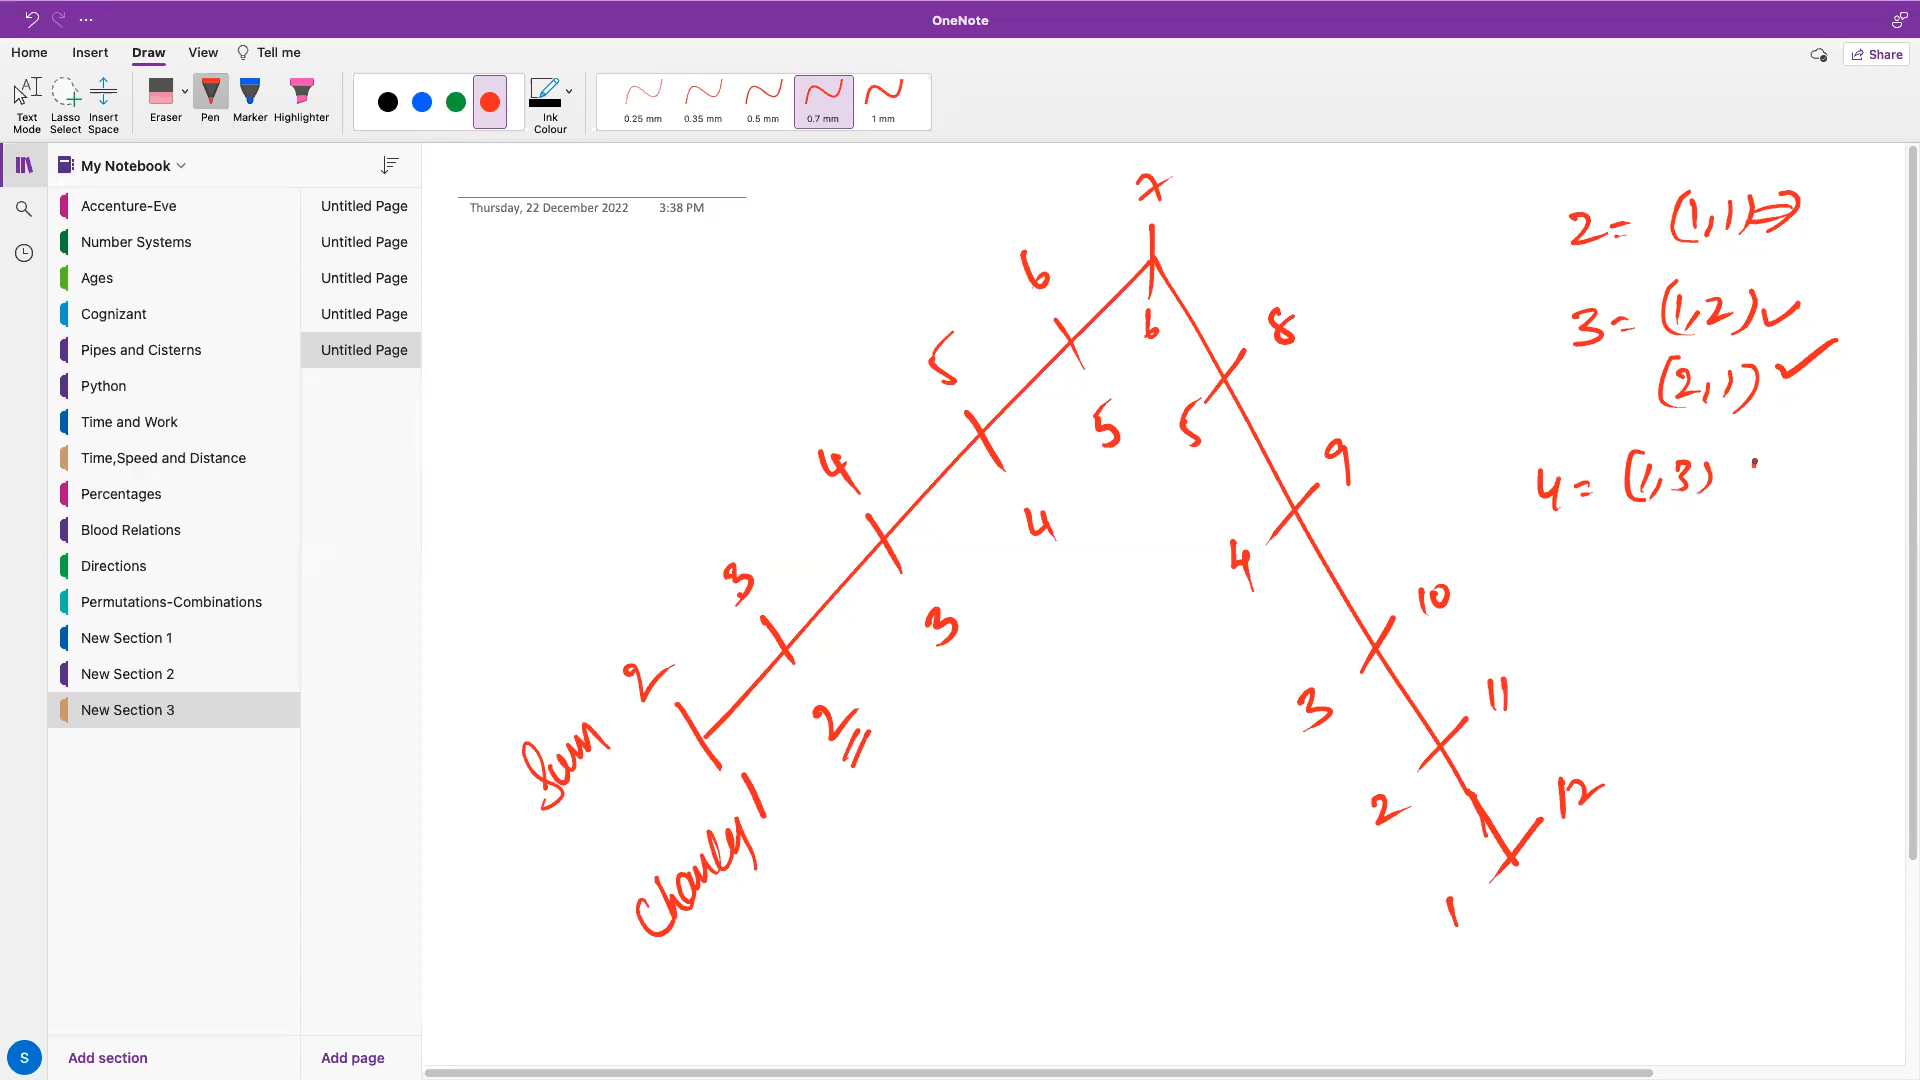 OneNote
Home Insert Draw View Tell me
Share
Text Mode
Lasso Select
Insert Space
Eraser
Pen
Marker
Highlighter
Ink Colour
0.25 mm
0.35 mm
0.5 mm
0.7 mm
1 mm
My Notebook
Accenture-Eve
Number Systems
Ages
Cognizant
Pipes and Cisterns
Python
Time and Work
Time,Speed and Distance
Percentages
Blood Relations
Directions
Permutations-Combinations
New Section 1
New Section 2
New Section 3
Untitled Page
Untitled Page
Untitled Page
Untitled Page
Untitled Page
S
Add section
Add page
Thursday, 22 December 2022 3:38 PM
7
6
6
8
5
5
5
9
4
4
4
10
3
3
3
11
2
2
2
12
Sum
1
1
2= (1,1)
3= (1,2) ✓
(2,1) ✓
4= (1,3)